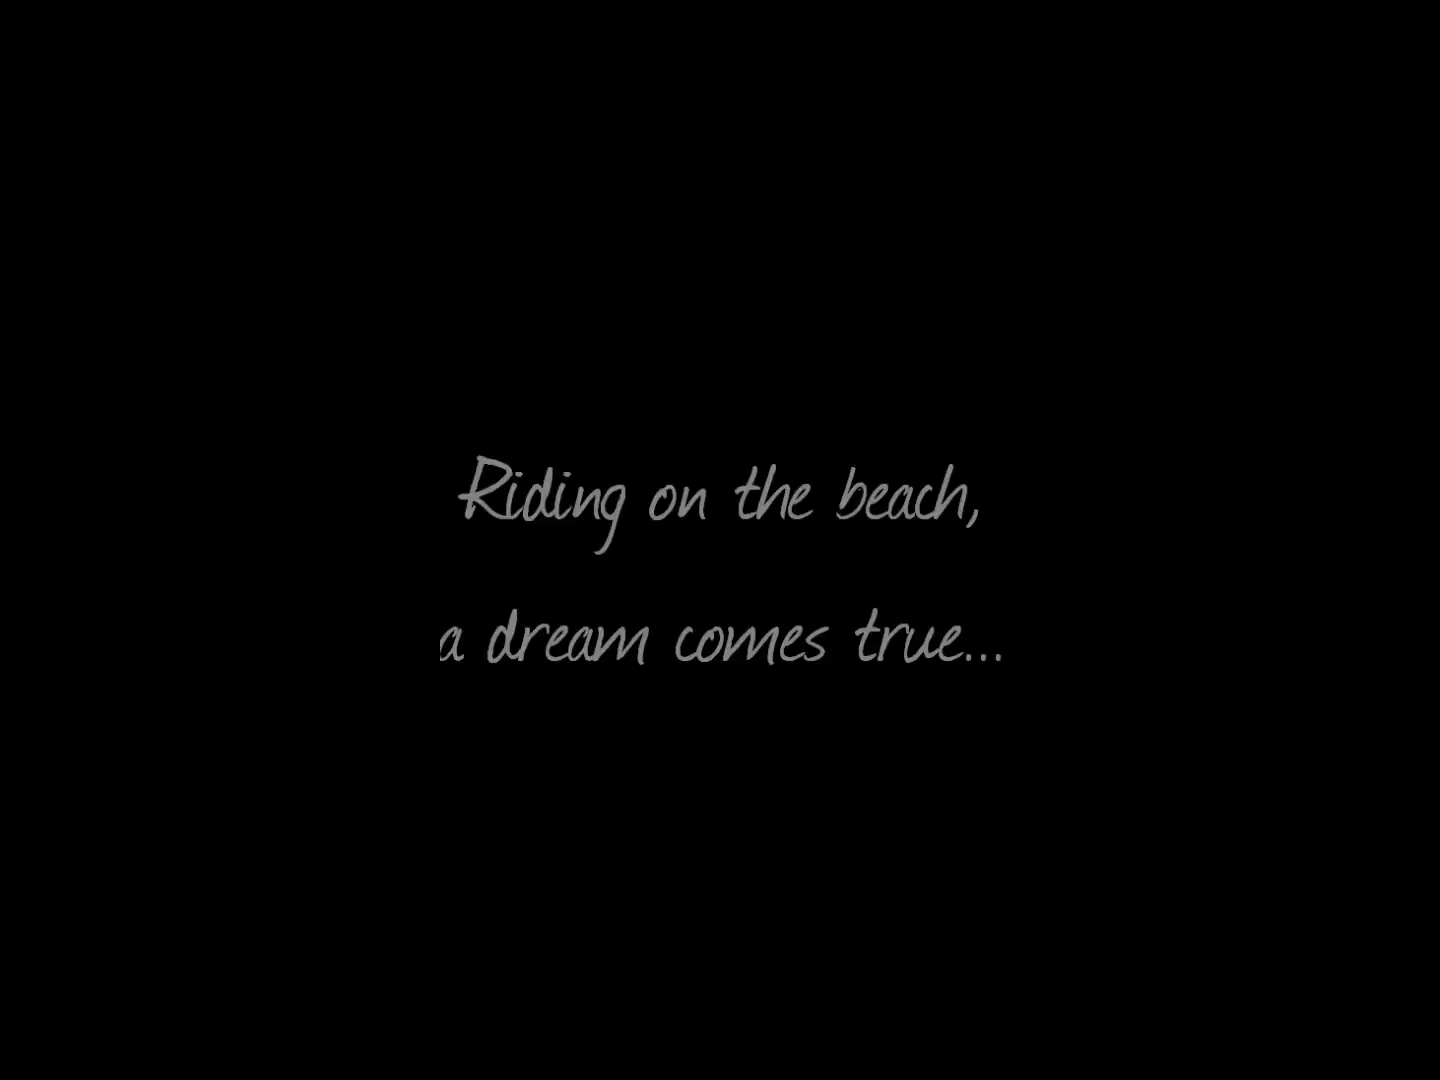 Riding on the beach,
a dream comes true...